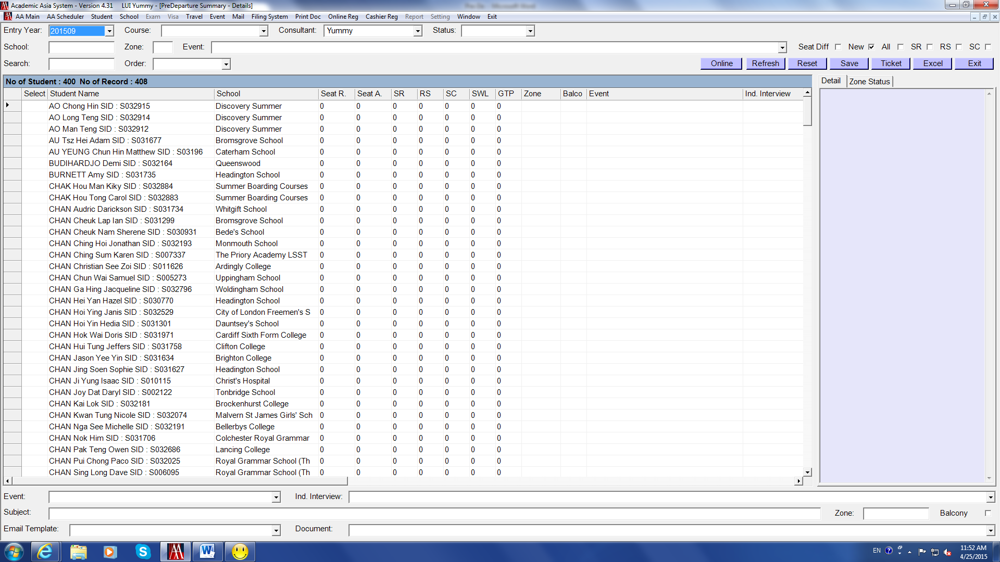 Academic Asia System - Version 4.31 LUI Yummy - [PreDeparture Summary - Details]
AA Main AA Scheduler Student School Exam Visa Travel Event Mail Filing System Print Doc Online Reg Cashier Reg Report Setting Window Exit
Entry Year: 201509 Course: Consultant: Yummy Status:
School: Zone: Event: Seat Diff New All SR RS SC
Search: Order: Online Refresh Reset Save Ticket Excel Exit
No of Student : 400 No of Record : 408 Detail Zone Status
Select Student Name School Seat R. Seat A. SR RS SC SWL GTP Zone Balco Event Ind. Interview
AO Chong Hin SID : S032915 Discovery Summer 0 0 0 0 0 0 0
AO Long Teng SID : S032914 Discovery Summer 0 0 0 0 0 0 0
AO Man Teng SID : S032912 Discovery Summer 0 0 0 0 0 0 0
AU Tsz Hei Adam SID : S031677 Bromsgrove School 0 0 0 0 0 0 0
AU YEUNG Chun Hin Matthew SID : S03196 Caterham School 0 0 0 0 0 0 0
BUDIHARDJO Demi SID : S032164 Queenswood 0 0 0 0 0 0 0
BURNETT Amy SID : S031735 Headington School 0 0 0 0 0 0 0
CHAK Hou Man Kiky SID : S032884 Summer Boarding Courses 0 0 0 0 0 0 0
CHAK Hou Tong Carol SID : S032883 Summer Boarding Courses 0 0 0 0 0 0 0
CHAN Audric Darickson SID : S031734 Whitgift School 0 0 0 0 0 0 0
CHAN Cheuk Lap Ian SID : S031299 Bromsgrove School 0 0 0 0 0 0 0
CHAN Cheuk Nam Sherene SID : S030931 Bede's School 0 0 0 0 0 0 0
CHAN Ching Hoi Jonathan SID : S032193 Monmouth School 0 0 0 0 0 0 0
CHAN Ching Sum Karen SID : S007337 The Priory Academy LSST 0 0 0 0 0 0 0
CHAN Christian See Zoi SID : S011626 Ardingly College 0 0 0 0 0 0 0
CHAN Chun Wai Samuel SID : S005273 Uppingham School 0 0 0 0 0 0 0
CHAN Ga Hing Jacqueline SID : S032796 Woldingham School 0 0 0 0 0 0 0
CHAN Hei Yan Hazel SID : S030770 Headington School 0 0 0 0 0 0 0
CHAN Hoi Ying Janis SID : S032529 City of London Freemen's S 0 0 0 0 0 0 0
CHAN Hoi Yin Hedia SID : S031301 Dauntsey's School 0 0 0 0 0 0 0
CHAN Hok Wai Doris SID : S031971 Cardiff Sixth Form College 0 0 0 0 0 0 0
CHAN Hui Tung Jeffers SID : S031758 Clifton College 0 0 0 0 0 0 0
CHAN Jason Yee Yin SID : S031634 Brighton College 0 0 0 0 0 0 0
CHAN Jing Soen Sophie SID : S031627 Headington School 0 0 0 0 0 0 0
CHAN Ji Yung Isaac SID : S010115 Christ's Hospital 0 0 0 0 0 0 0
CHAN Joy Dat Daryl SID : S002122 Tonbridge School 0 0 0 0 0 0 0
CHAN Kai Lok SID : S032181 Brockenhurst College 0 0 0 0 0 0 0
CHAN Kwan Tung Nicole SID : S032074 Malvern St James Girls' Sch 0 0 0 0 0 0 0
CHAN Nga See Michelle SID : S032191 Bellerbys College 0 0 0 0 0 0 0
CHAN Nok Him SID : S031706 Colchester Royal Grammar 0 0 0 0 0 0 0
CHAN Pak Teng Owen SID : S032686 Lancing College 0 0 0 0 0 0 0
CHAN Pui Chong Paco SID : S032025 Royal Grammar School (Th 0 0 0 0 0 0 0
CHAN Sing Long Dave SID : S006095 Royal Grammar School (Th 0 0 0 0 0 0 0
Event: Ind. Interview:
Subject: Zone: Balcony
Email Template: Document:
EN 11:52 AM
4/25/2015